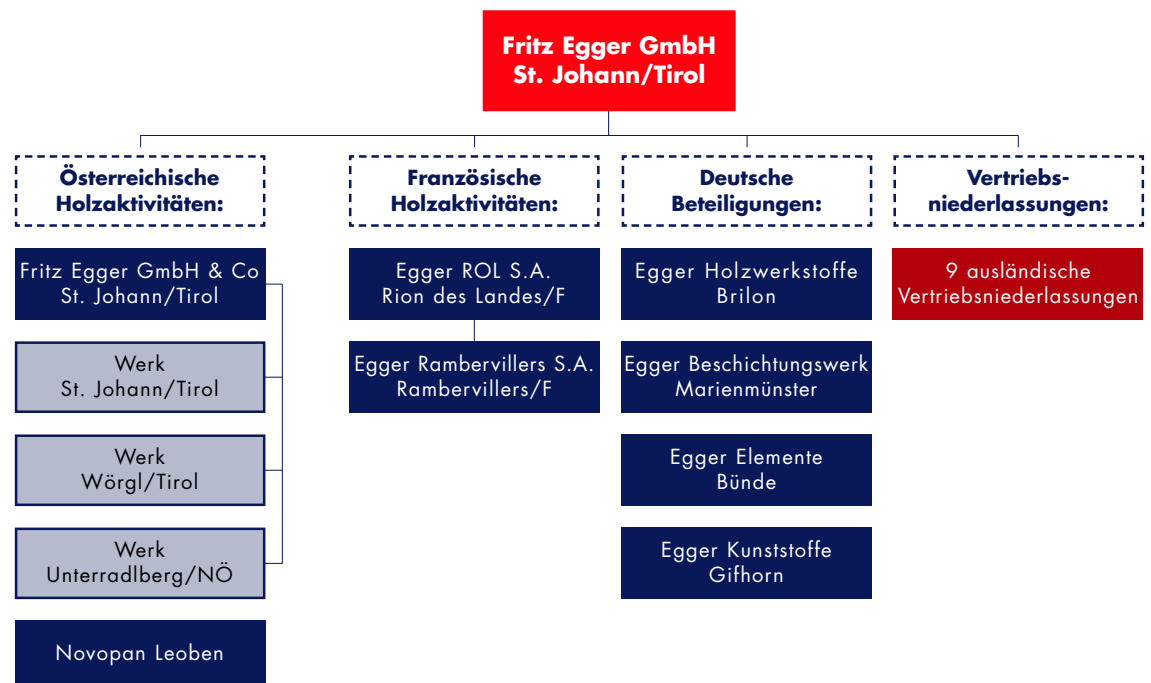 Fritz Egger GmbH
St. Johann/Tirol
Österreichische
Holzaktivitäten:
Fritz Egger GmbH & Co
St. Johann/Tirol
Werk
St. Johann/Tirol
Werk
Wörgl/Tirol
Werk
Unterradlberg/NÖ
Novopan Leoben
Französische
Holzaktivitäten:
Egger ROL S.A.
Rion des Landes/F
Egger Rambervillers S.A.
Rambervillers/F
Deutsche
Beteiligungen:
Egger Holzwerkstoffe
Brilon
Egger Beschichtungswerk
Marienmünster
Egger Elemente
Bünde
Egger Kunststoffe
Gifhorn
Vertriebs-
niederlassungen:
9 ausländische
Vertriebsniederlassungen